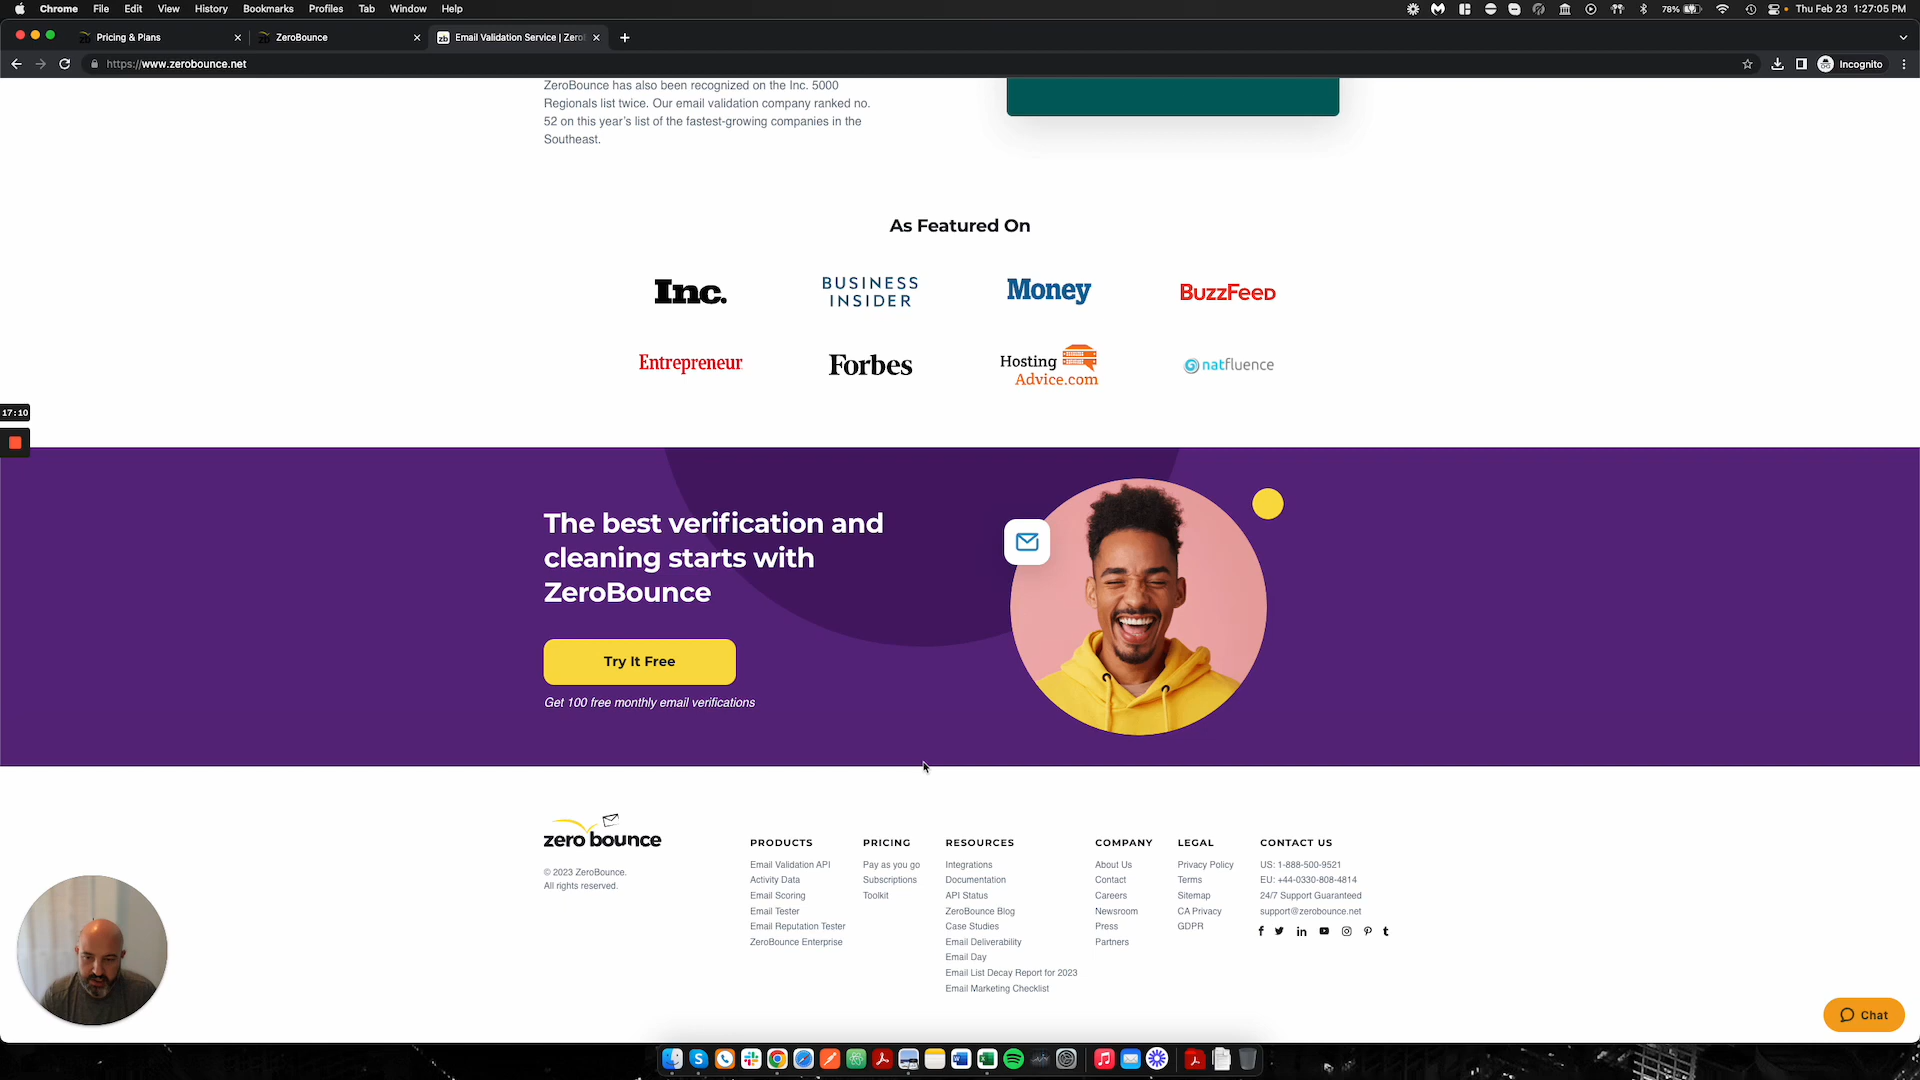 Chrome File Edit View History Bookmarks Profiles Tab Window Help
78% Thu Feb 23 1:27:05 PM
Pricing & Plans
ZeroBounce
Email Validation Service | Zero
https://www.zerobounce.net
Incognito
ZeroBounce has also been recognized on the Inc. 5000
Regionals list twice. Our email validation company ranked no.
52 on this year's list of the fastest-growing companies in the
Southeast.
As Featured On
Inc.
BUSINESS
INSIDER
Money
BuzzFeed
Entrepreneur
Forbes
Hosting
Advice.com
natfluence
17:10
The best verification and
cleaning starts with
ZeroBounce
Try It Free
Get 100 free monthly email verifications
zero bounce
© 2023 ZeroBounce.
All rights reserved.
PRODUCTS
Email Validation API
Activity Data
Email Scoring
Email Tester
Email Reputation Tester
ZeroBounce Enterprise
PRICING
Pay as you go
Subscriptions
Toolkit
RESOURCES
Integrations
Documentation
API Status
ZeroBounce Blog
Case Studies
Email Deliverability
Email Day
Email List Decay Report for 2023
Email Marketing Checklist
COMPANY
About Us
Contact
Careers
Newsroom
Press
Partners
LEGAL
Privacy Policy
Terms
Sitemap
CA Privacy
GDPR
CONTACT US
US: 1-888-500-9521
EU: +44-0330-808-4814
24/7 Support Guaranteed
support@zerobounce.net
Chat